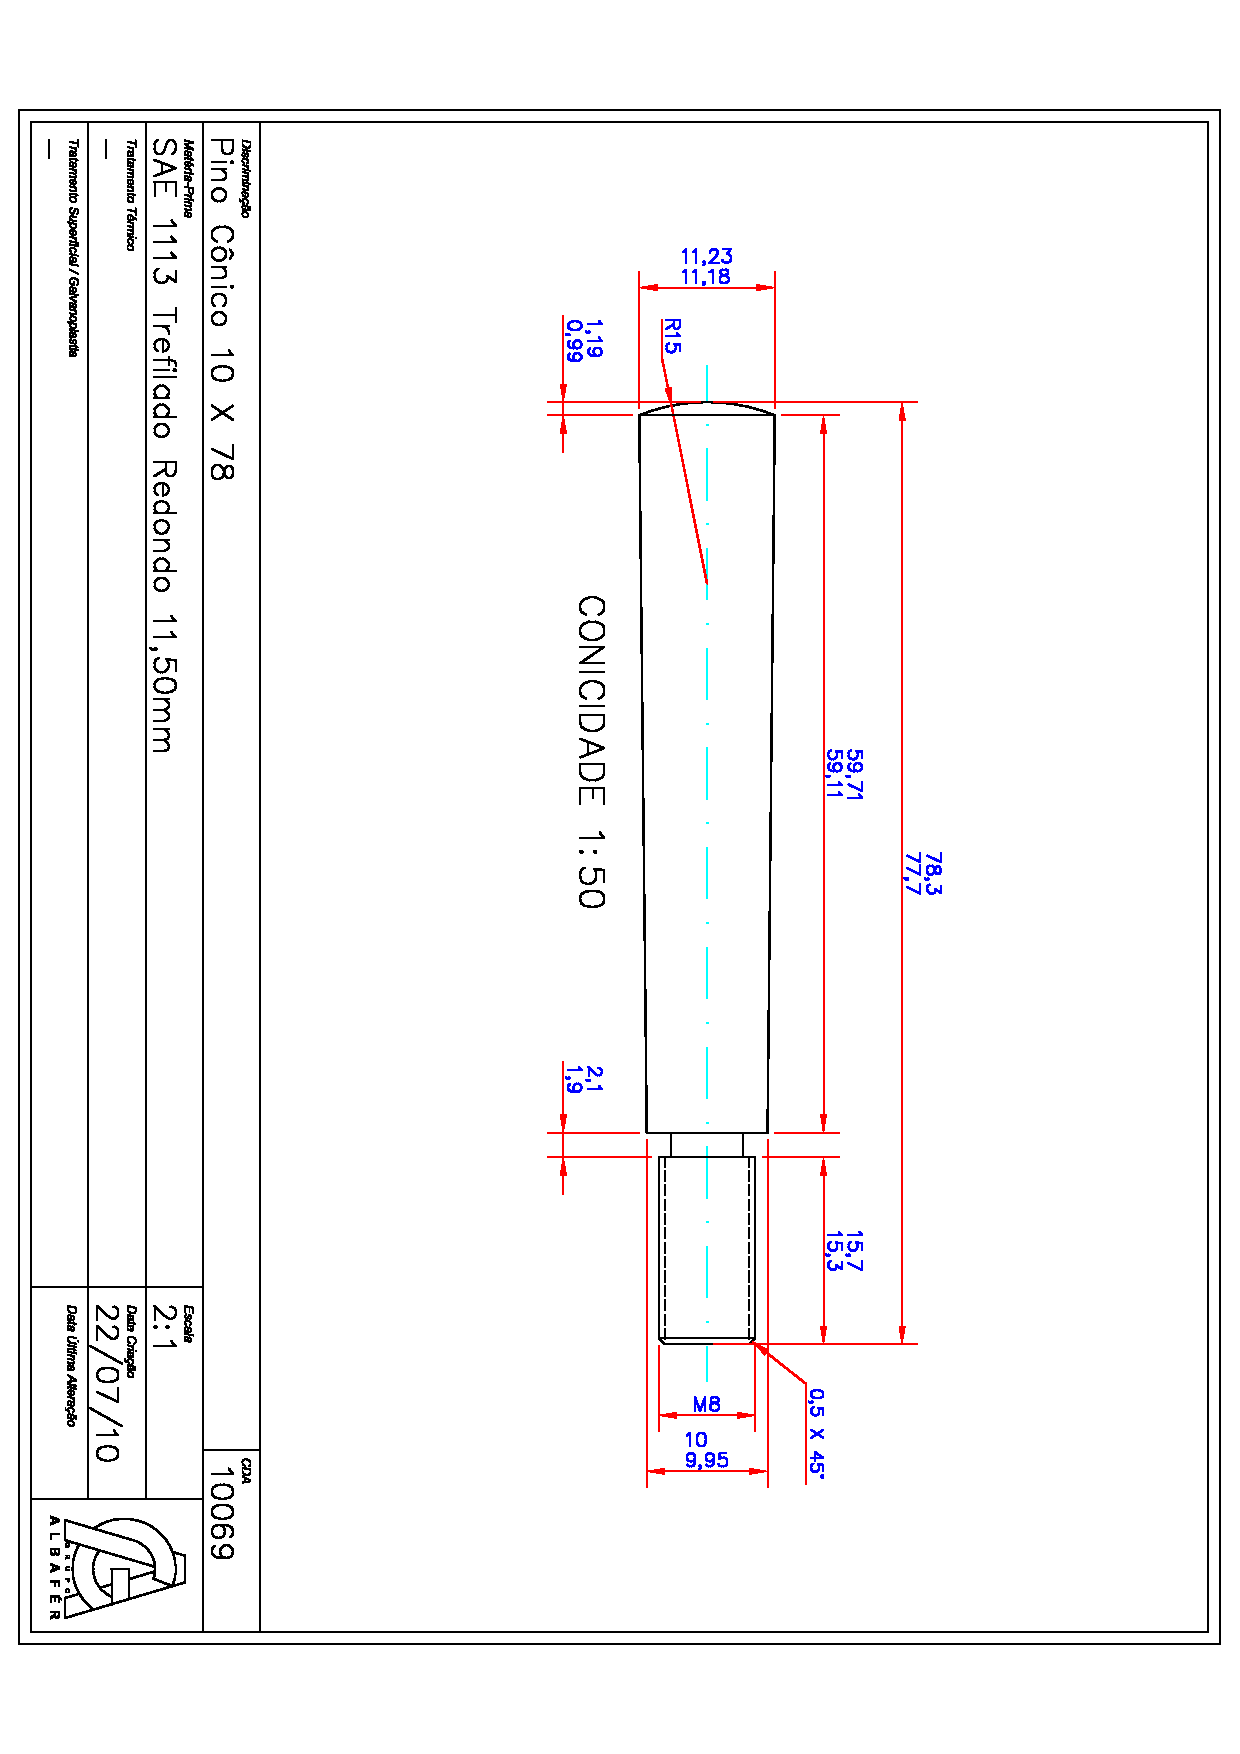 11,23
11,18
1,19
0,99
R15
59,71
59,11
78,3
77,7
CONICIDADE 1:50
2,1
1,9
15,7
15,3
M8
10
9,95
0,5 X 45°
Discriminação
Pino Cônico 10 X 78
CDA
10069
Matéria-Prima
SAE 1113 Trefilado Redondo 11,50mm
Escala
2:1
Tratamento Térmico
—
Data Criação
22/07/10
Tratamento Superficial / Galvanoplastia
—
Data Última Alteração
GRUPO
ALBAFÉR